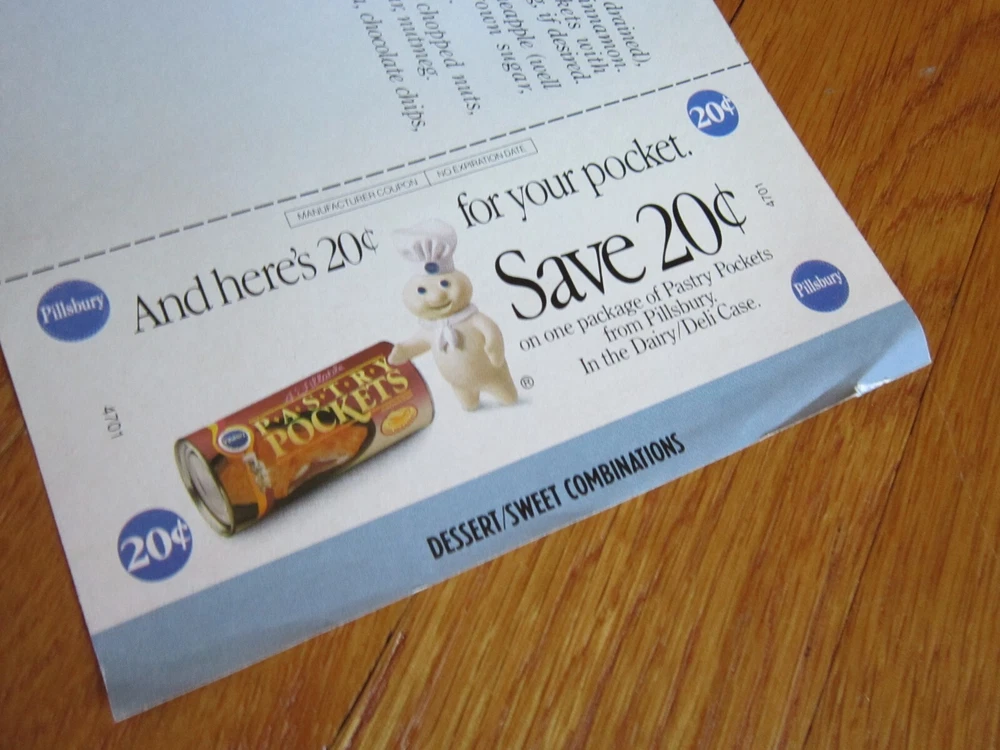 drained),
innamon.
kets with
g, if desired.
eapple (well
own sugar,
chopped nuts,
r, nutmeg,
, chocolate chips,
MANUFACTURER COUPON NO EXPIRATION DATE
20¢
Pillsbury
And here's 20¢ for your pocket.
Save 20¢
4701
on one package of Pastry Pockets
from Pillsbury.
In the Dairy/Deli Case.
Pillsbury
®
4701
PASTRY
POCKETS
20¢
DESSERT/SWEET COMBINATIONS